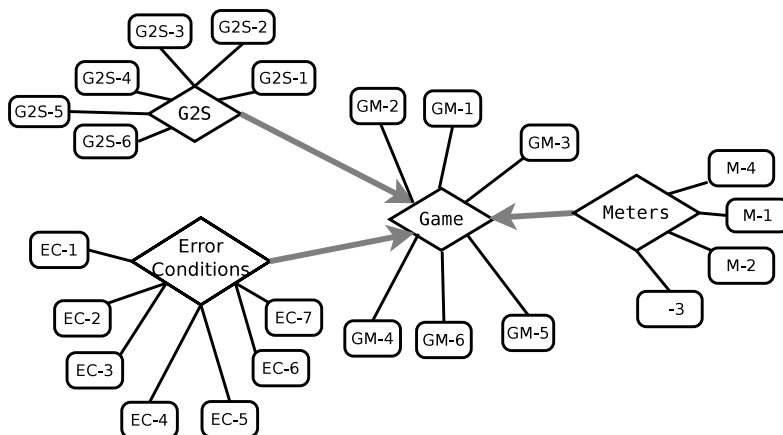 G2S-3
G2S-2
G2S-4
G2S-1
G2S-5
G2S
G2S-6
GM-2
GM-1
GM-3
M-4
Game
Meters
M-1
Error
Conditions
EC-1
M-2
EC-2
EC-7
-3
GM-4
GM-6
GM-5
EC-3
EC-6
EC-4
EC-5